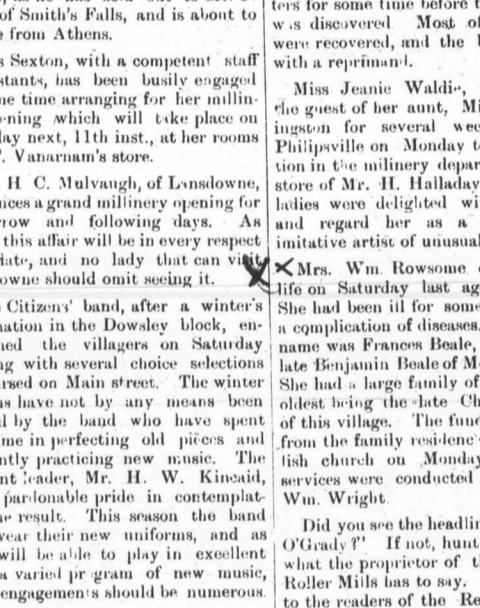 of Smith's Falls, and is about to
e from Athens.
s Sexton, with a competent staff
stants, has been busily engaged
me time arranging for her millin-
ening which will take place on
day next, 11th inst., at her rooms
'. Vanarnam's store.
H C. Mulvaugh, of Lansdowne,
nces a grand millinery opening for
row and following days. As
this affair will be in every respect
date, and no lady that can visit
owne should omit seeing it.
Citizens' band, after a winter's
nation in the Dowsley block, en-
ned the villagers on Saturday
ng with several choice selections
arsed on Main street. The winter
hs have not by any means been
d by the band who have spent
me in perfecting old pieces and
ntly practicing new music. The
nt leader, Mr. H. W. Kincaid,
pardonable pride in contemplat-
he result. This season the band
wear their new uniforms, and as
will be able to play in excellent
a varied pr gram of new music,
engagements should be numerous.
ters for some time before t
was discovered. Most of
were recovered, and the l
with a reprimand.
Miss Jeanie Waldie,
the guest of her aunt, Mi
ingston for several wee
Philipsville on Monday t
tion in the milinery depar
store of Mr. H. Halladay
ladies were delighted wi
and regard her as a
imitative artist of unusual
Mrs. Wm. Rowsome
life on Saturday last ag
She had been ill for some
a complication of diseases.
name was Frances Beale,
late Benjamin Beale of M
She had a large family of
oldest being the late Ch
of this village. The fune
from the family residenc
lish church on Monday
services were conducted
Wm. Wright.
Did you see the headlin
O'Grady?" If not, hunt
what the proprietor of th
Roller Mills has to say.
to the readers of the Re